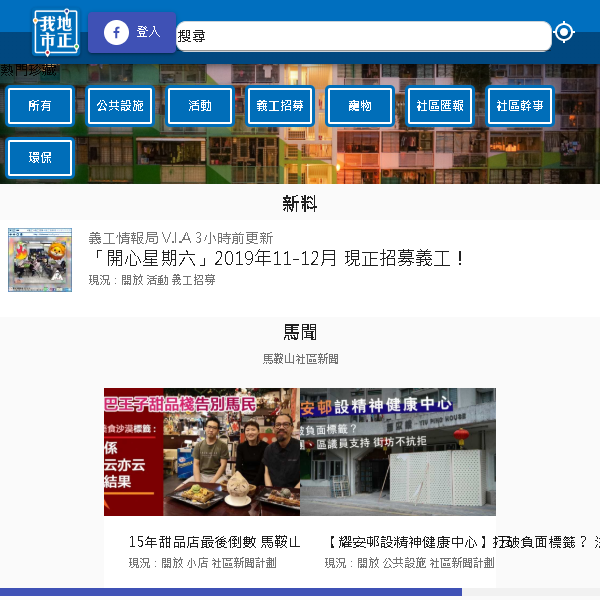 我地
市正
登入
搜尋
熱門珍藏
所有
公共設施
活動
義工招募
寵物
社區匯報
社區幹事
環保
新料
義工情報局 V.I.A 3小時前更新
「開心星期六」2019年11-12月 現正招募義工！
現況：開放 活動 義工招募
馬聞
馬鞍山社區新聞
巴王子甜品棧告別馬民
食沙漠標籤：
係
云亦云
結果
安邨設精神健康中心
負面標籤？
區議員支持 街坊不抗拒
15年甜品店最後倒數 馬鞍山
現況：開放 小店 社區新聞計劃
【耀安邨設精神健康中心】打破負面標籤？
現況：開放 公共設施 社區新聞計劃